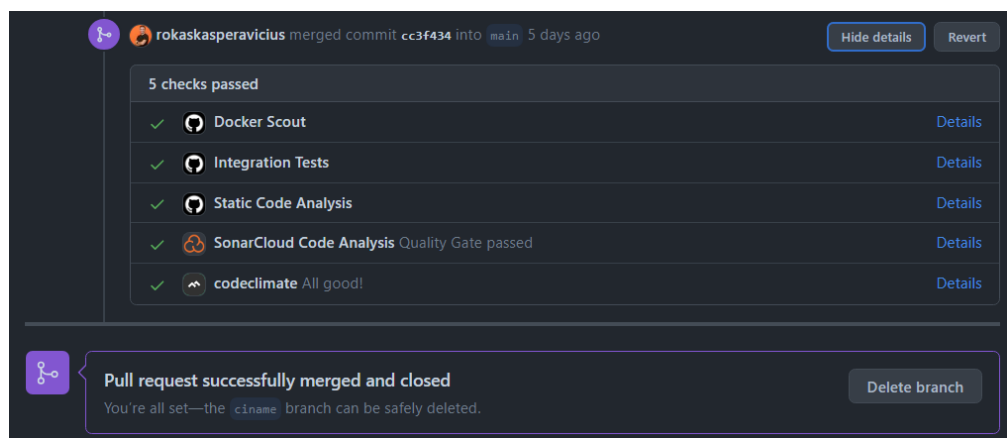 rokaskasperavicius merged commit cc3f434 into main 5 days ago Hide details Revert
5 checks passed
Docker Scout Details
Integration Tests Details
Static Code Analysis Details
SonarCloud Code Analysis Quality Gate passed Details
codeclimate All good! Details
Pull request successfully merged and closed
You're all set—the ciname branch can be safely deleted.
Delete branch